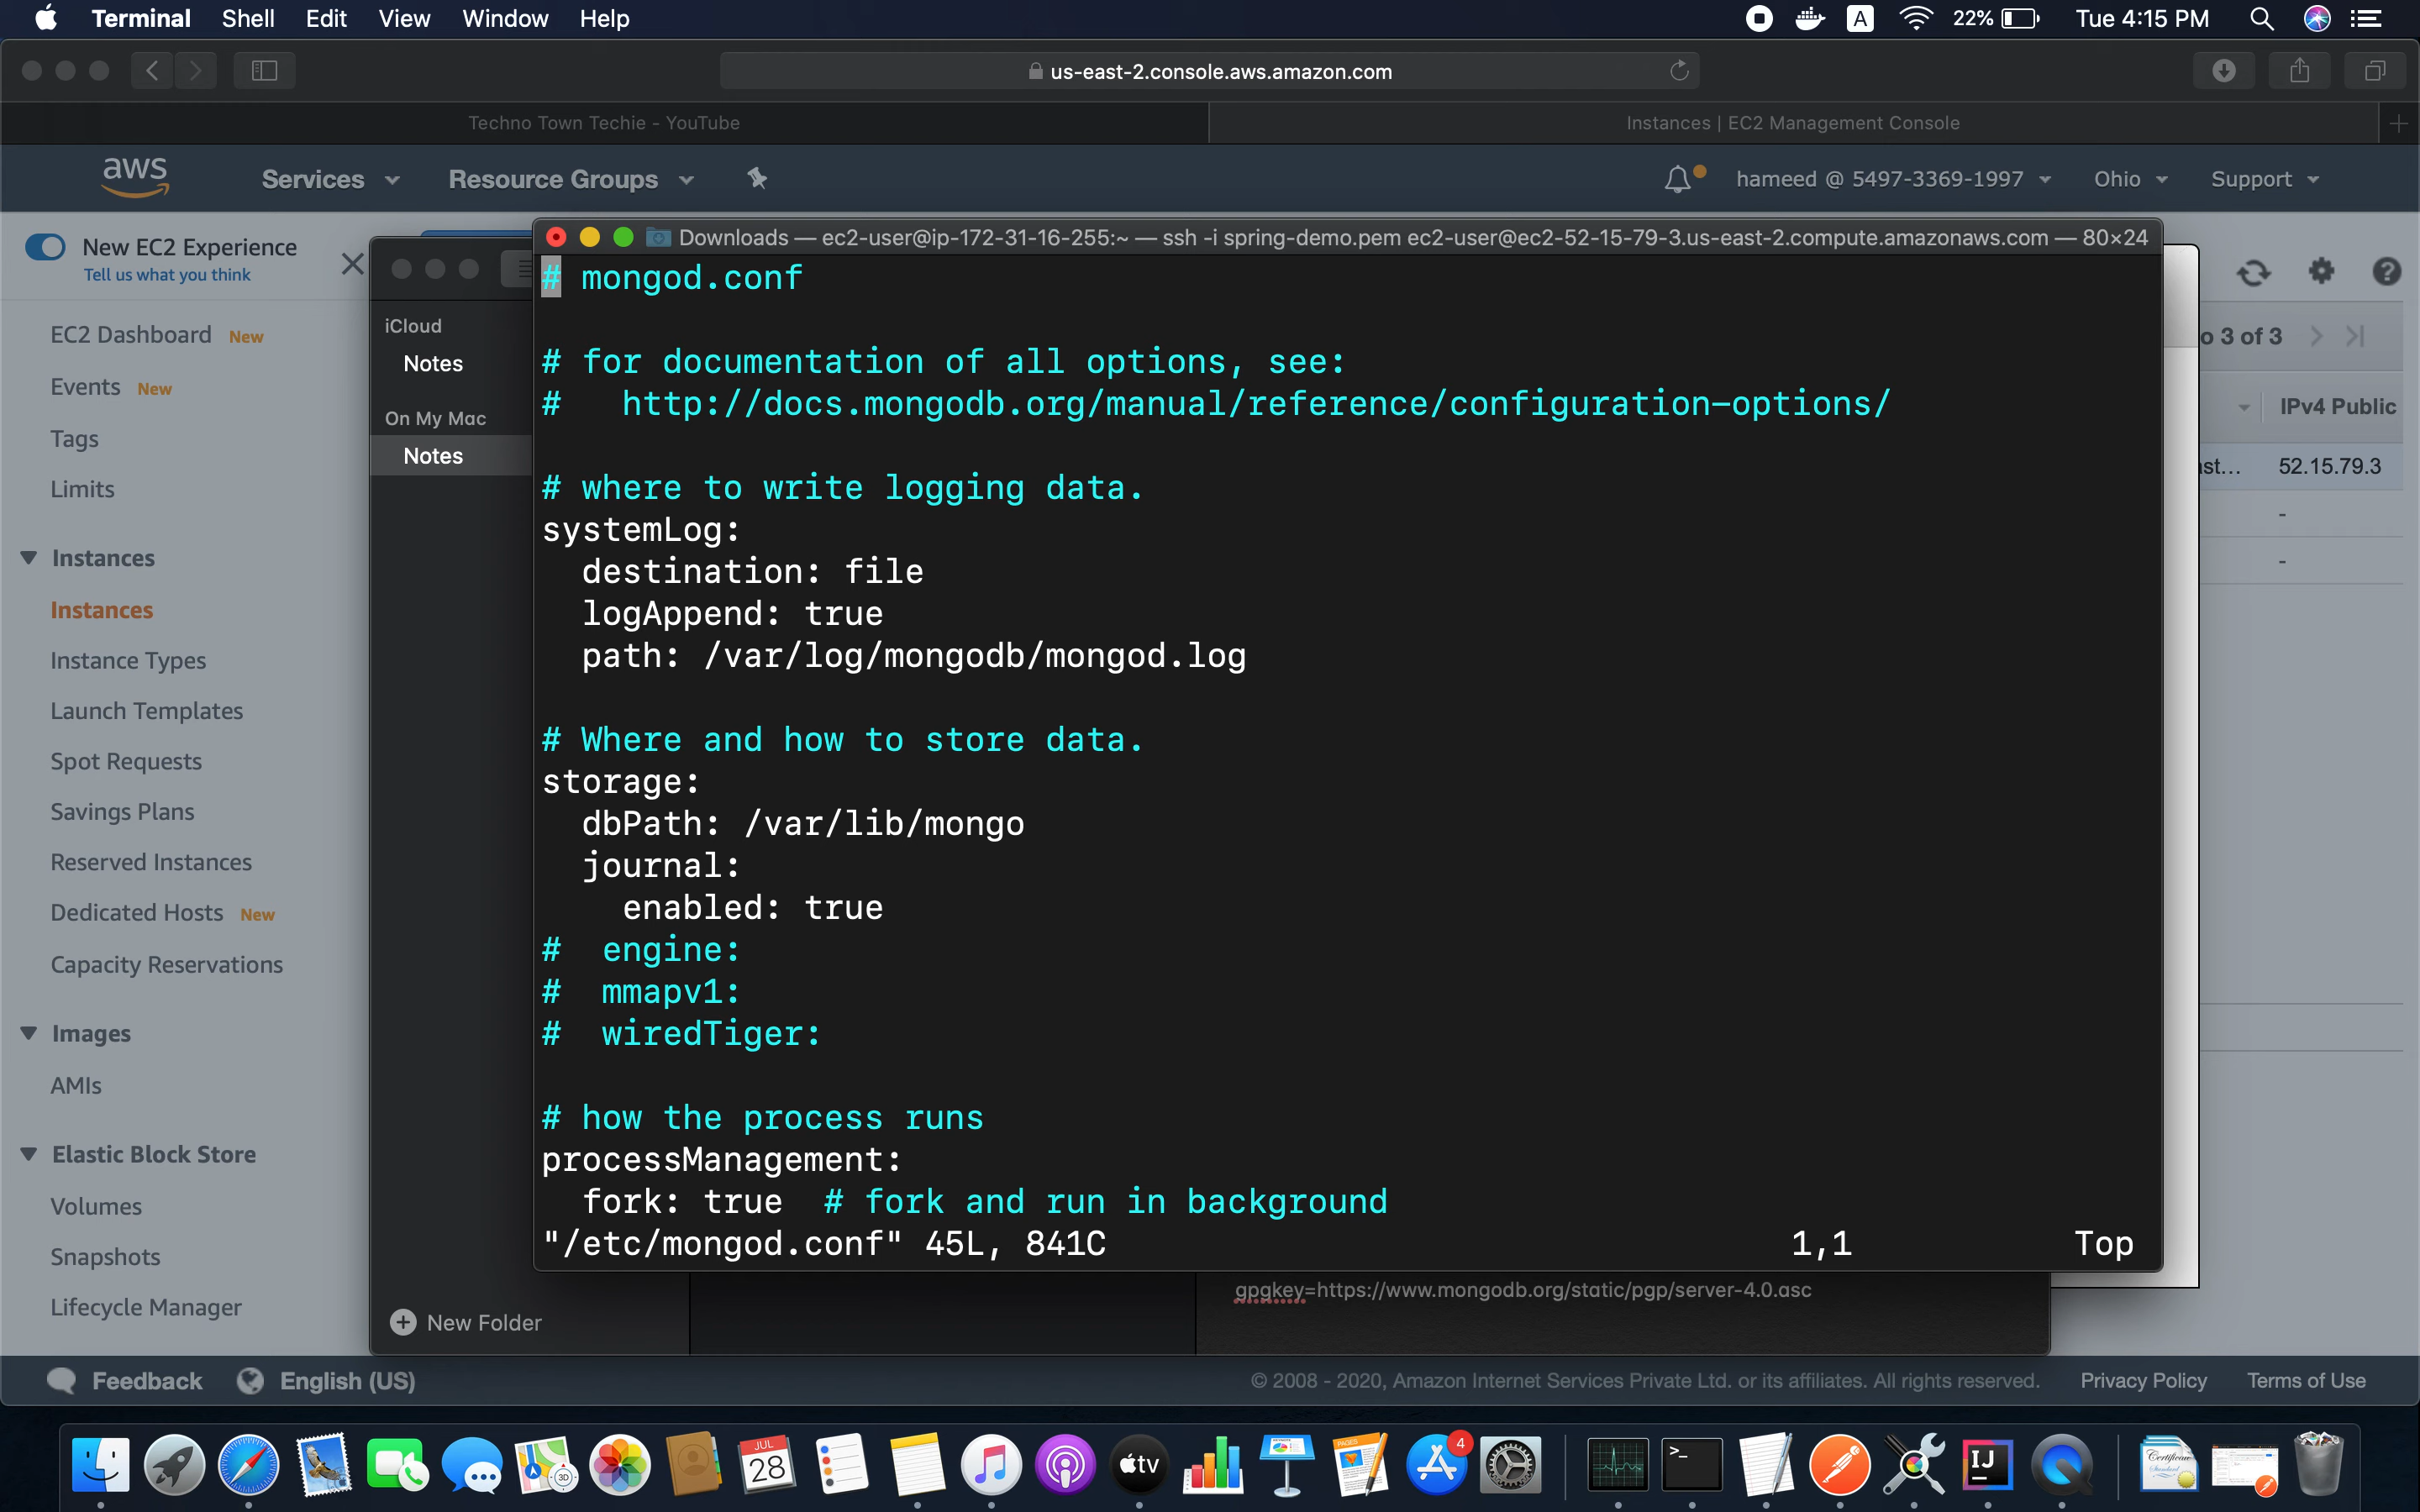 Terminal Shell Edit View Window Help
A 22% Tue 4:15 PM
us-east-2.console.aws.amazon.com
Techno Town Techie - YouTube
Instances | EC2 Management Console
aws Services Resource Groups
hameed @ 5497-3369-1997 Ohio Support
New EC2 Experience
Tell us what you think
EC2 Dashboard New
Events New
Tags
Limits
Instances
Instances
Instance Types
Launch Templates
Spot Requests
Savings Plans
Reserved Instances
Dedicated Hosts New
Capacity Reservations
Images
AMIs
Elastic Block Store
Volumes
Snapshots
Lifecycle Manager
iCloud
Notes
On My Mac
Notes
New Folder
Downloads — ec2-user@ip-172-31-16-255:~ — ssh -i spring-demo.pem ec2-user@ec2-52-15-79-3.us-east-2.compute.amazonaws.com — 80×24
# mongod.conf
# for documentation of all options, see:
#   http://docs.mongodb.org/manual/reference/configuration-options/
# where to write logging data.
systemLog:
  destination: file
  logAppend: true
  path: /var/log/mongodb/mongod.log
# Where and how to store data.
storage:
  dbPath: /var/lib/mongo
  journal:
    enabled: true
#  engine:
#  mmapv1:
#  wiredTiger:
# how the process runs
processManagement:
  fork: true  # fork and run in background
"/etc/mongod.conf" 45L, 841C 1,1 Top
o 3 of 3
IPv4 Public
st... 52.15.79.3
-
-
gpgkey=https://www.mongodb.org/static/pgp/server-4.0.asc
Feedback English (US)
© 2008 - 2020, Amazon Internet Services Private Ltd. or its affiliates. All rights reserved. Privacy Policy Terms of Use
3D
JUL
28
tv
PAGES
4
>_
IJ
Certificate